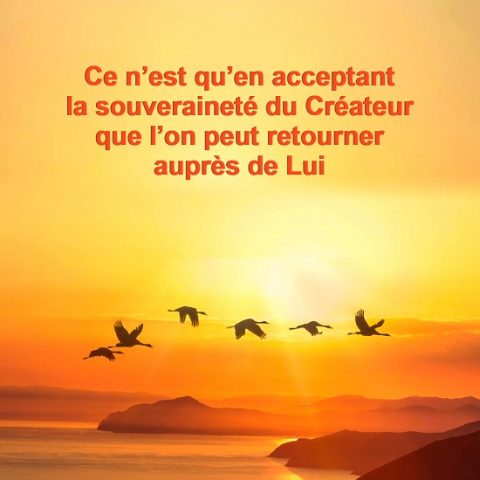 Ce n’est qu’en acceptant
la souveraineté du Créateur
que l’on peut retourner
auprès de Lui